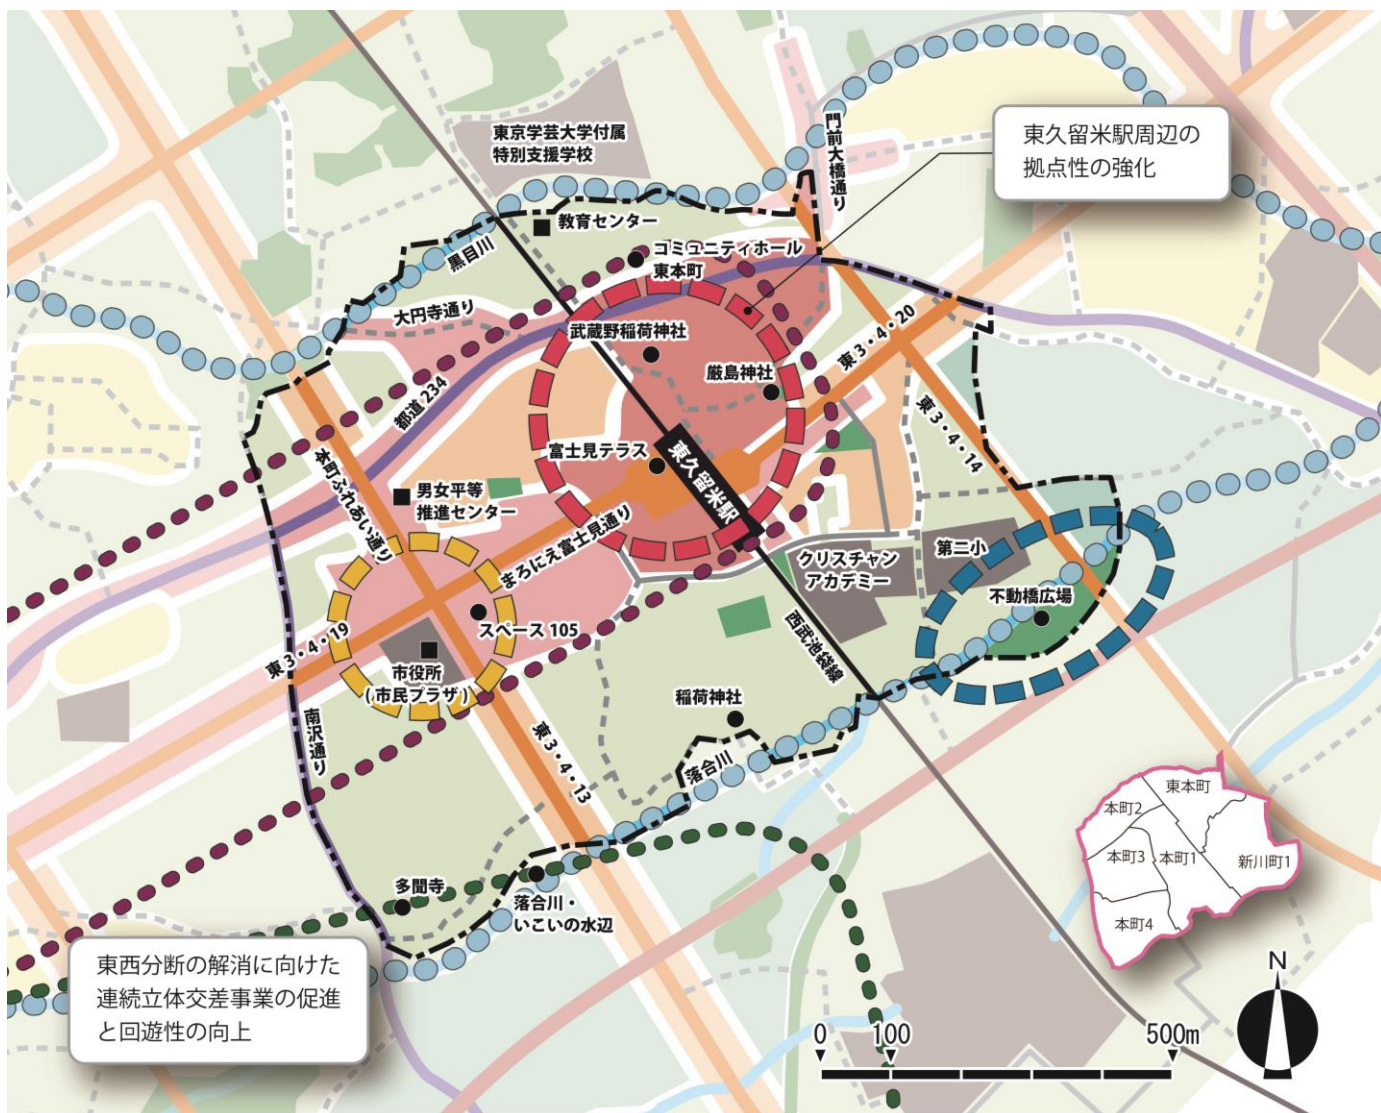 東京学芸大学付属
特別支援学校
門前大橋通り
東久留米駅周辺の
拠点性の強化
教育センター
黒目川
コミュニティホール
東本町
大円寺通り
武蔵野稲荷神社
東3・4・20
厳島神社
都道234
東3・4・14
本町ふれあい通り
富士見テラス
東久留米駅
男女平等
推進センター
まろにえ富士見通り
クリスチャン
アカデミー
第二小
不動橋広場
スペース105
東3・4・19
市役所
(市民プラザ)
西武池袋線
南沢通り
稲荷神社
東3・4・13
落合川
東本町
本町2
本町3
本町1
新川町1
本町4
多聞寺
落合川・
いこいの水辺
東西分断の解消に向けた
連続立体交差事業の促進
と回遊性の向上
N
0 100 500m